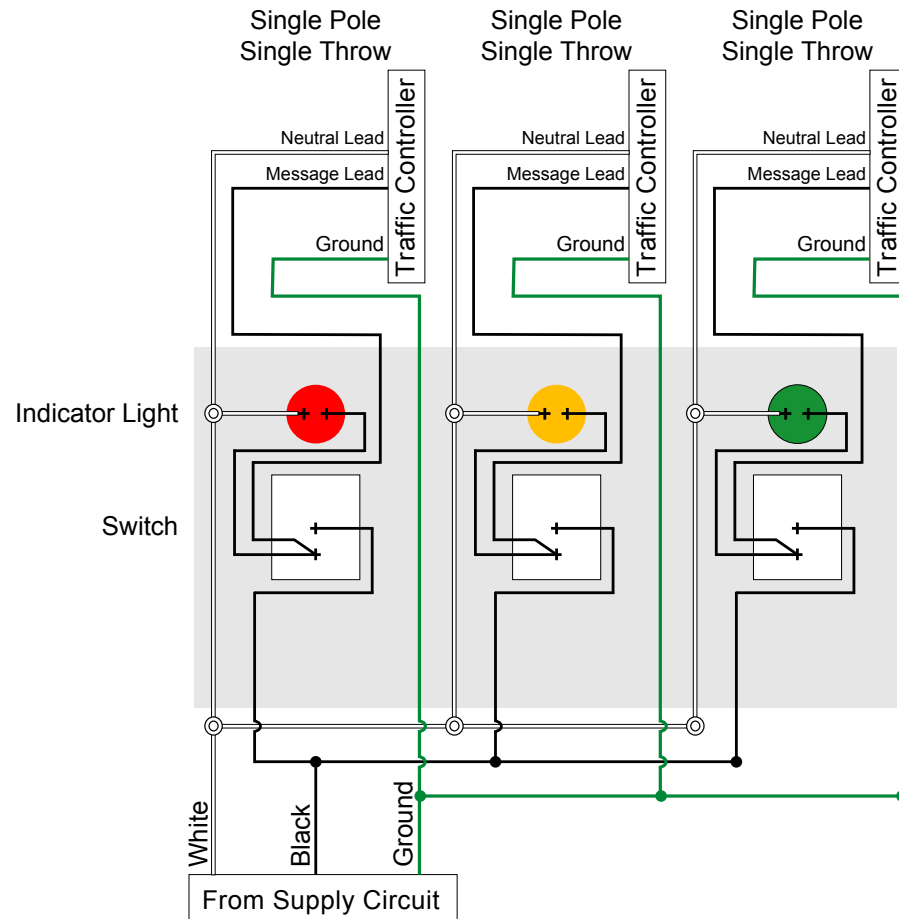 Single Pole
Single Throw
Single Pole
Single Throw
Single Pole
Single Throw
Neutral Lead
Message Lead
Ground
Traffic Controller
Neutral Lead
Message Lead
Ground
Traffic Controller
Neutral Lead
Message Lead
Ground
Traffic Controller
Indicator Light
Switch
White
Black
Ground
From Supply Circuit